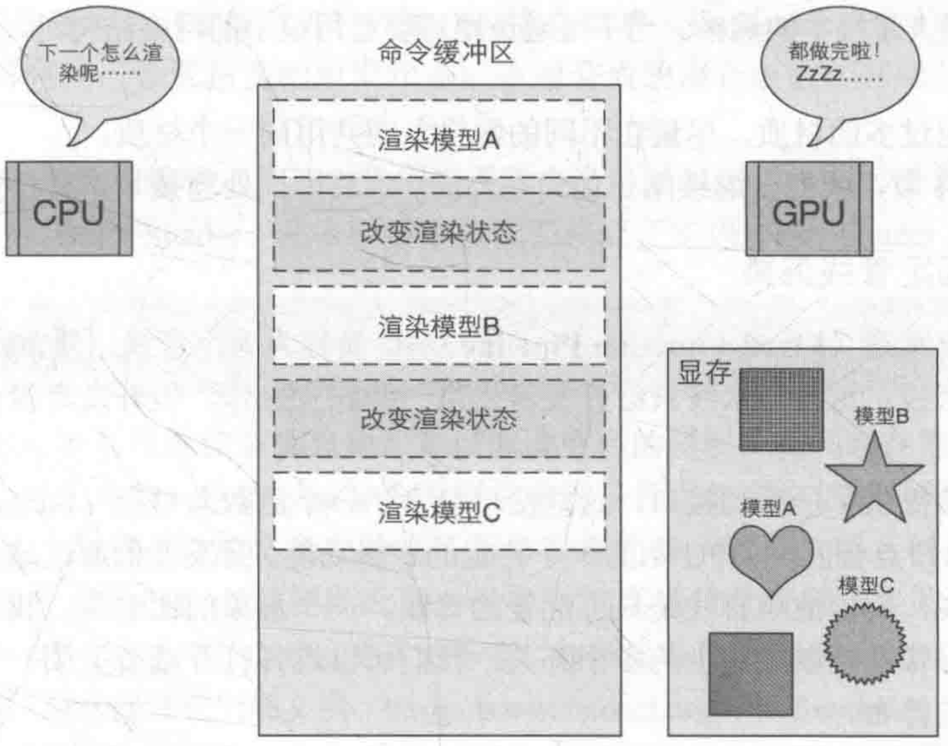 命令缓冲区
下一个怎么渲
染呢……
CPU
渲染模型A
改变渲染状态
渲染模型B
改变渲染状态
渲染模型C
都做完啦！
ZzZz……
GPU
显存
模型B
模型A
模型C